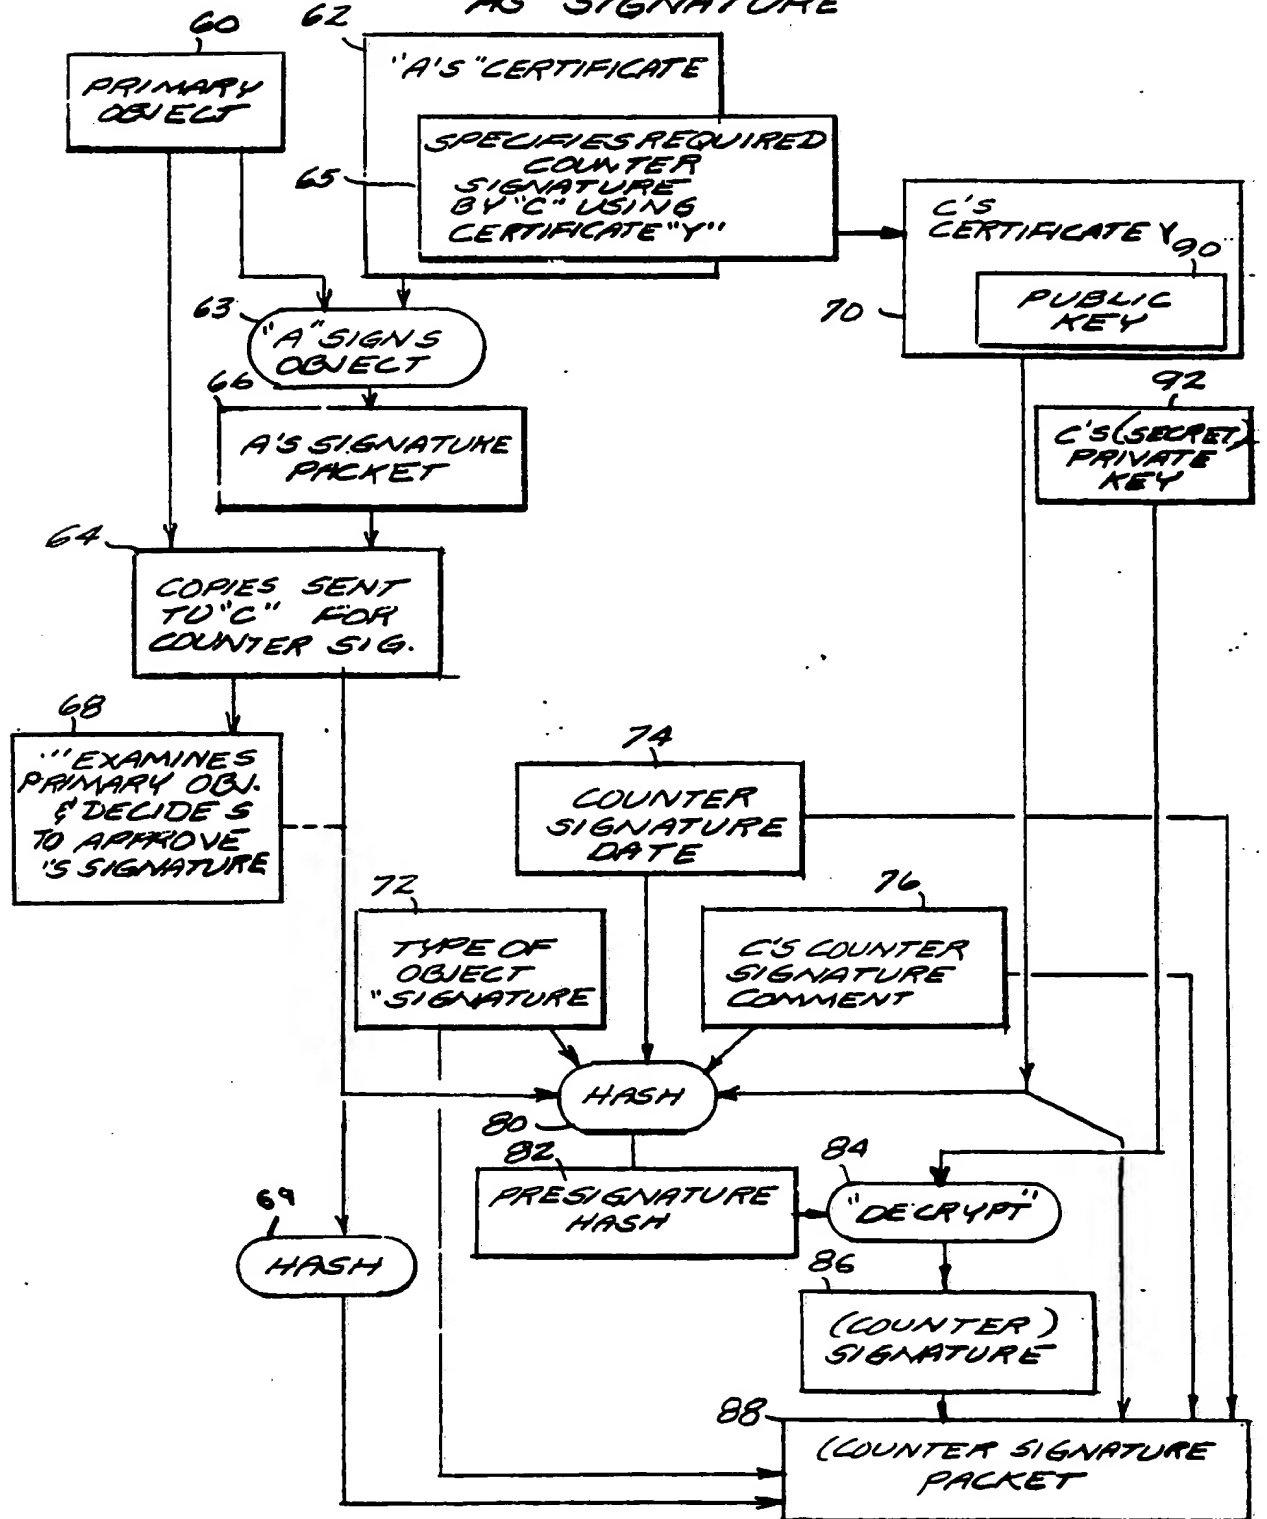 AS SIGNATURE
60
PRIMARY
OBJECT
62
"A'S" CERTIFICATE
65
SPECIFIES REQUIRED
COUNTER
SIGNATURE
BY "C" USING
CERTIFICATE "Y"
C'S
CERTIFICATE Y
90
PUBLIC
KEY
70
63
"A" SIGNS
OBJECT
66
A'S SIGNATURE
PACKET
92
C'S (SECRET)
PRIVATE
KEY
64
COPIES SENT
TO "C" FOR
COUNTER SIG.
68
"' EXAMINES
PRIMARY OBJ.
& DECIDES
TO APPROVE
'S SIGNATURE
74
COUNTER
SIGNATURE
DATE
72
TYPE OF
OBJECT
"SIGNATURE
76
C'S COUNTER
SIGNATURE
COMMENT
HASH
80
82
PRESIGNATURE
HASH
84
"DECRYPT"
69
HASH
86
(COUNTER)
SIGNATURE
88
(COUNTER SIGNATURE
PACKET